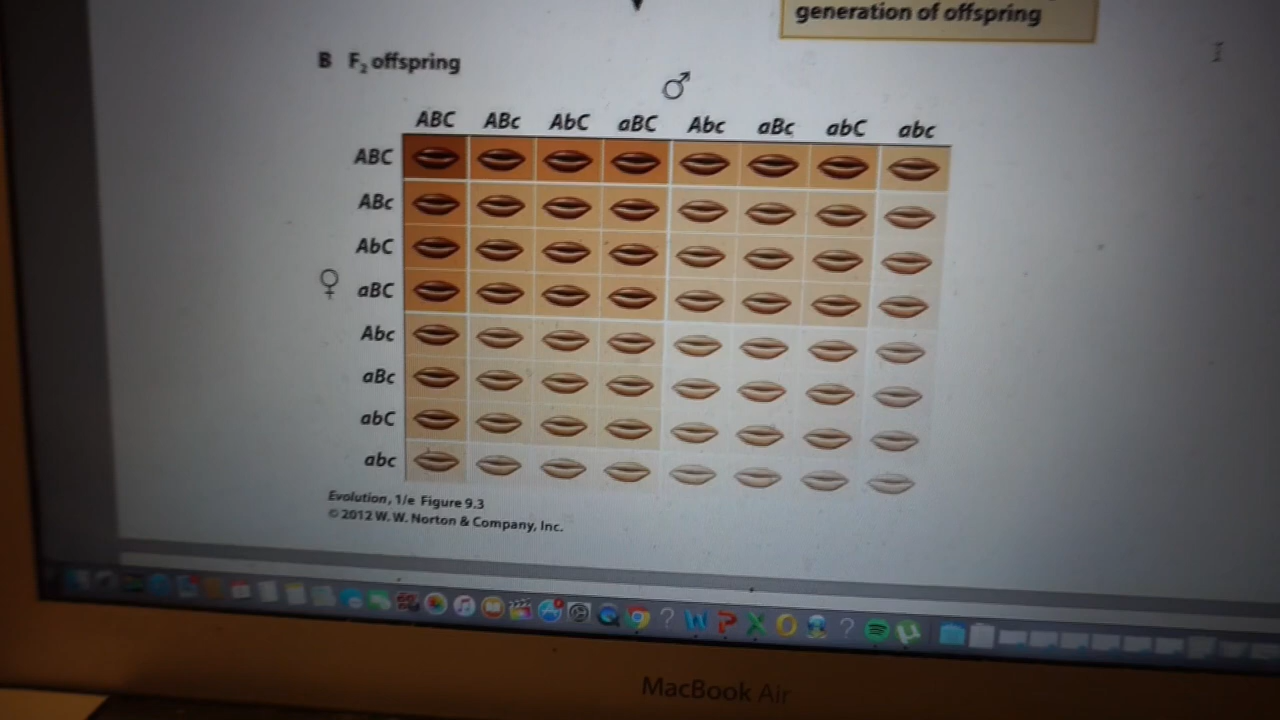 generation of offspring
B F₂ offspring
♂
ABC ABc AbC aBC Abc aBc abC abc
ABC
ABc
AbC
♀ aBC
Abc
aBc
abC
abc
Evolution, 1/e Figure 9.3
© 2012 W. W. Norton & Company, Inc.
MacBook Air